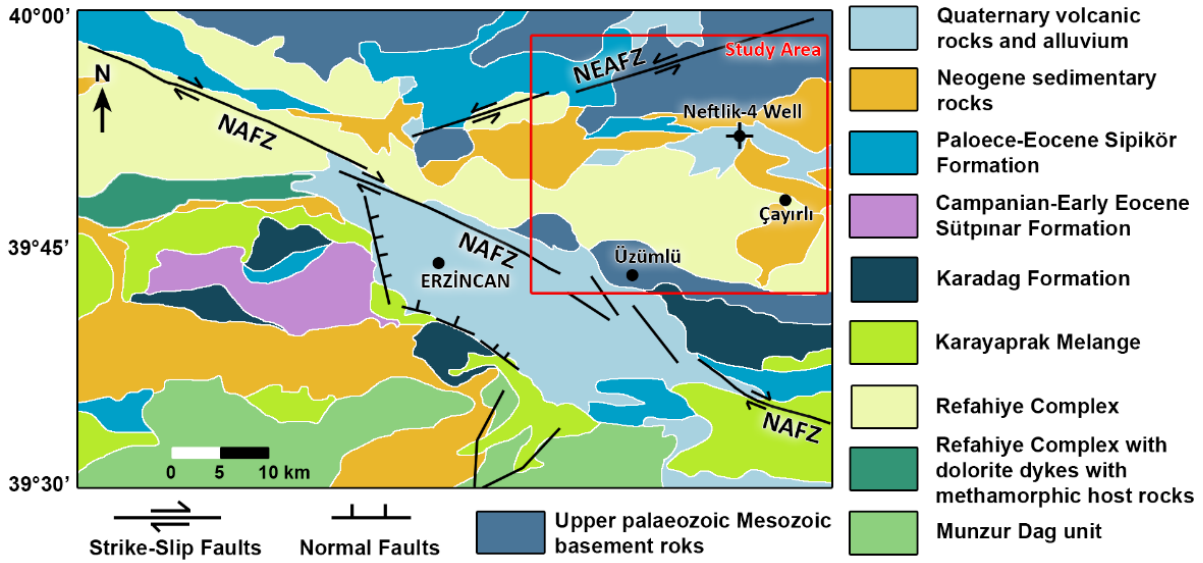 40°00'
39°45'
39°30'
N
NAFZ
NEAFZ
Study Area
Neftlik-4 Well
Çayırlı
NAFZ
Üzümlü
ERZİNCAN
NAFZ
0 5 10 km
Strike-Slip Faults
Normal Faults
Upper palaeozoic Mesozoic
basement roks
Quaternary volcanic
rocks and alluvium
Neogene sedimentary
rocks
Paloece-Eocene Sipikör
Formation
Campanian-Early Eocene
Sütpınar Formation
Karadag Formation
Karayaprak Melange
Refahiye Complex
Refahiye Complex with
dolorite dykes with
methamorphic host rocks
Munzur Dag unit